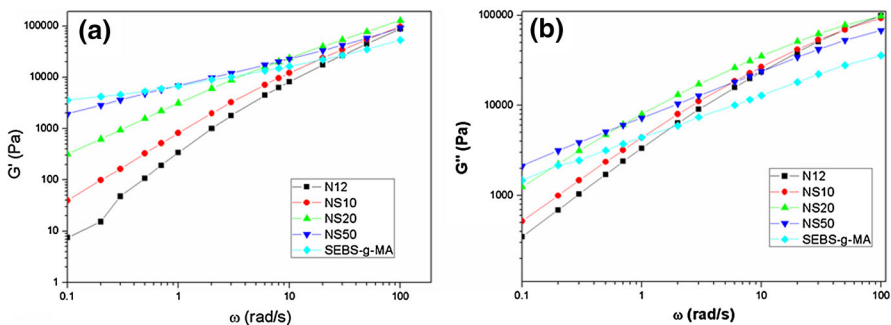 (a)
100000
10000
1000
100
10
1
G' (Pa)
N12
NS10
NS20
NS50
SEBS-g-MA
0.1
1
10
100
ω (rad/s)
(b)
100000
10000
1000
G'' (Pa)
N12
NS10
NS20
NS50
SEBS-g-MA
0.1
1
10
100
ω (rad/s)